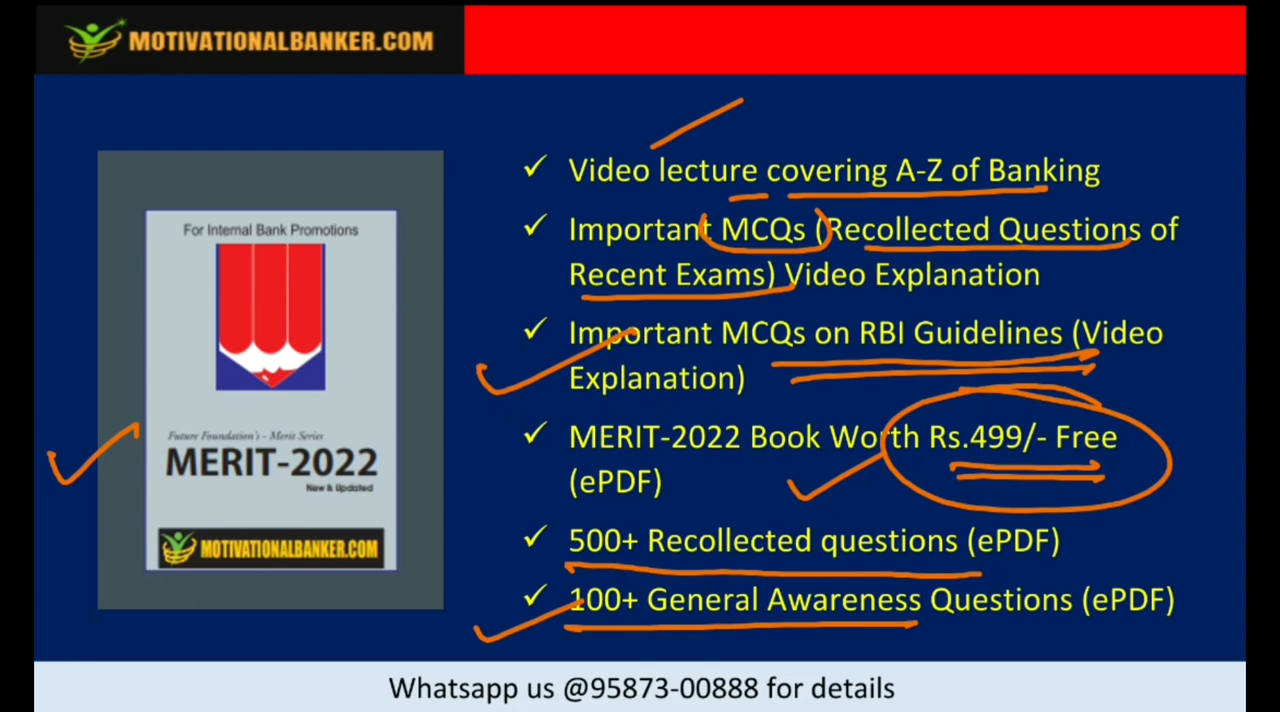 MOTIVATIONALBANKER.COM
For Internal Bank Promotions
Future Foundation's – Merit Series
MERIT-2022
New & Updated
MOTIVATIONALBANKER.COM
✓ Video lecture covering A-Z of Banking
✓ Important MCQs (Recollected Questions of
Recent Exams) Video Explanation
✓ Important MCQs on RBI Guidelines (Video
Explanation)
✓ MERIT-2022 Book Worth Rs.499/- Free
(ePDF)
✓ 500+ Recollected questions (ePDF)
✓ 100+ General Awareness Questions (ePDF)
Whatsapp us @95873-00888 for details